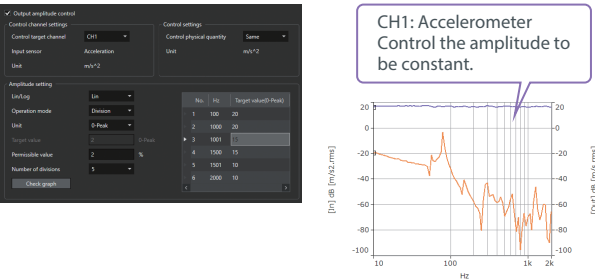 Output amplitude control
Control channel settings
Control target channel CH1
Input sensor Acceleration
Unit m/s^2
Control settings
Control physical quantity Same
Unit m/s^2
Amplitude setting
Lin/Log Lin
Operation mode Division
Unit 0-Peak
Target value 0 0-Peak
Permissible value 2 %
Number of divisions 5
Check graph
No. Hz Target value(0-Peak)
1 100 20
2 1000 20
3 1001 15
4 1500 15
5 1501 10
6 2000 10
CH1: Accelerometer
Control the amplitude to
be constant.
20 20
0 0
-20 -20
-40 -40
-60 -60
-80 -80
-100 -100
10 100 1k 2k
Hz
[In] dB [m/s2 rms]
[Out] dB [m/s rms]